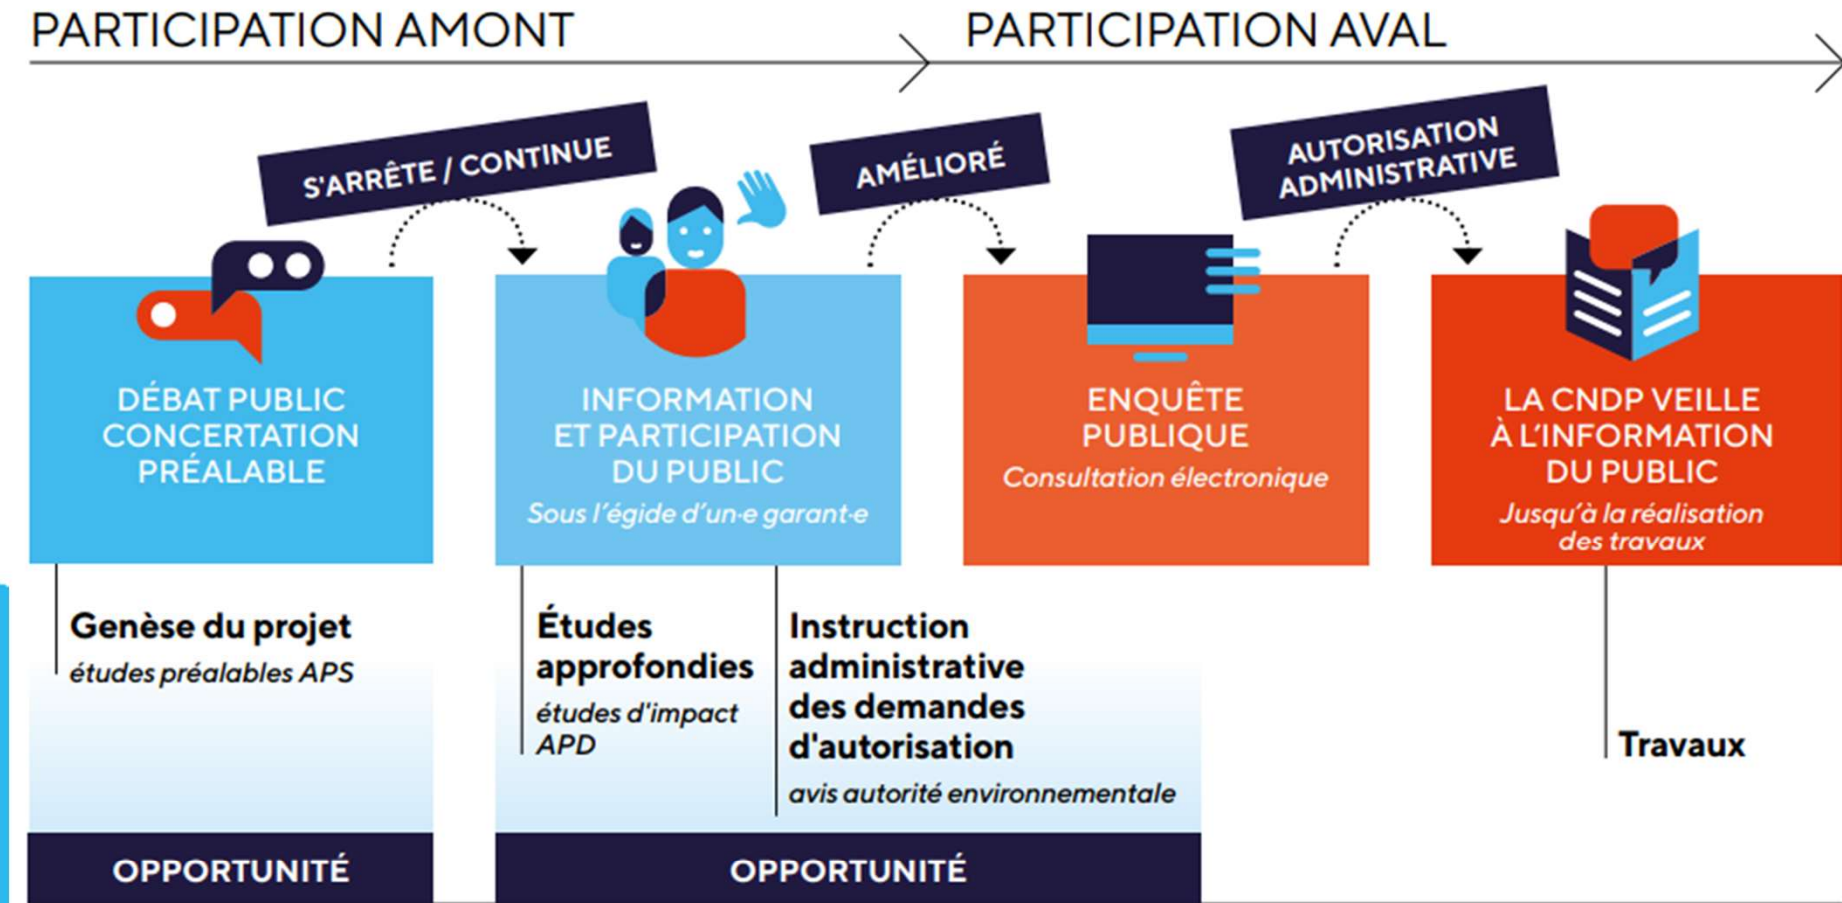 PARTICIPATION AMONT
PARTICIPATION AVAL
S'ARRÊTE / CONTINUE
AMÉLIORÉ
AUTORISATION
ADMINISTRATIVE
DÉBAT PUBLIC
CONCERTATION
PRÉALABLE
INFORMATION
ET PARTICIPATION
DU PUBLIC
Sous l'égide d'un·e garant·e
ENQUÊTE
PUBLIQUE
Consultation électronique
LA CNDP VEILLE
À L'INFORMATION
DU PUBLIC
Jusqu'à la réalisation
des travaux
Genèse du projet
études préalables APS
Études
approfondies
études d'impact
APD
Instruction
administrative
des demandes
d'autorisation
avis autorité environnementale
Travaux
OPPORTUNITÉ
OPPORTUNITÉ